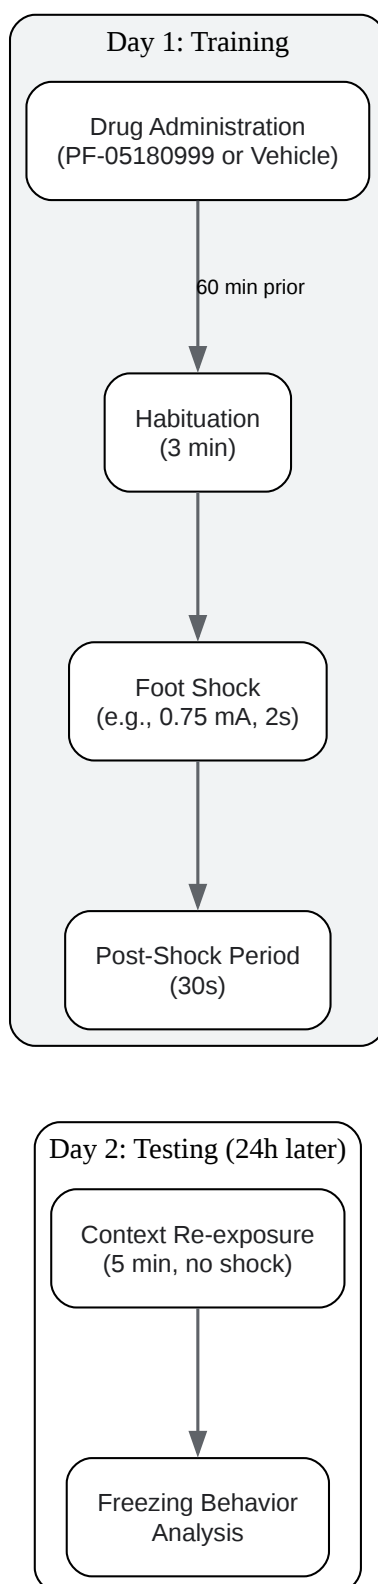 Day 1: Training
Drug Administration
(PF-05180999 or Vehicle)
60 min prior
Habituation
(3 min)
Foot Shock
(e.g., 0.75 mA, 2s)
Post-Shock Period
(30s)
Day 2: Testing (24h later)
Context Re-exposure
(5 min, no shock)
Freezing Behavior
Analysis